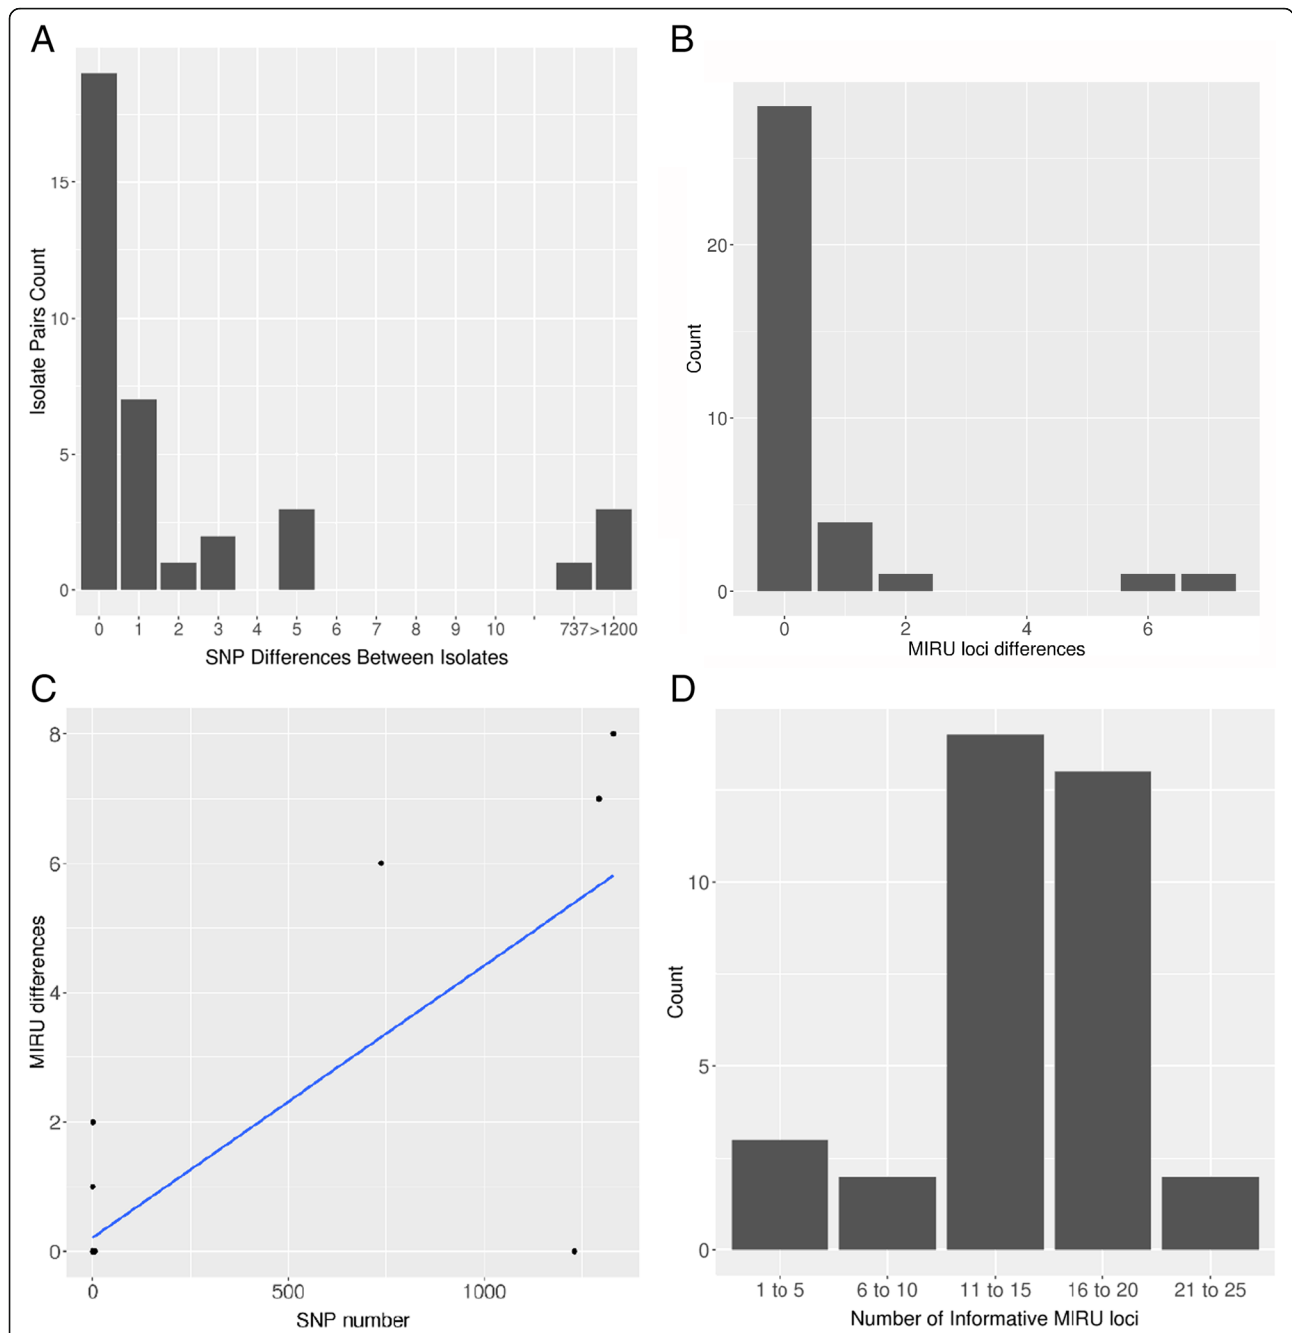 A
Isolate Pairs Count
15
10
5
0
0 1 2 3 4 5 6 7 8 9 10 737 >1200
SNP Differences Between Isolates
B
Count
20
10
0
0 2 4 6
MIRU loci differences
C
MIRU differences
8
6
4
2
0
0 500 1000
SNP number
D
Count
10
5
0
1 to 5 6 to 10 11 to 15 16 to 20 21 to 25
Number of Informative MIRU loci